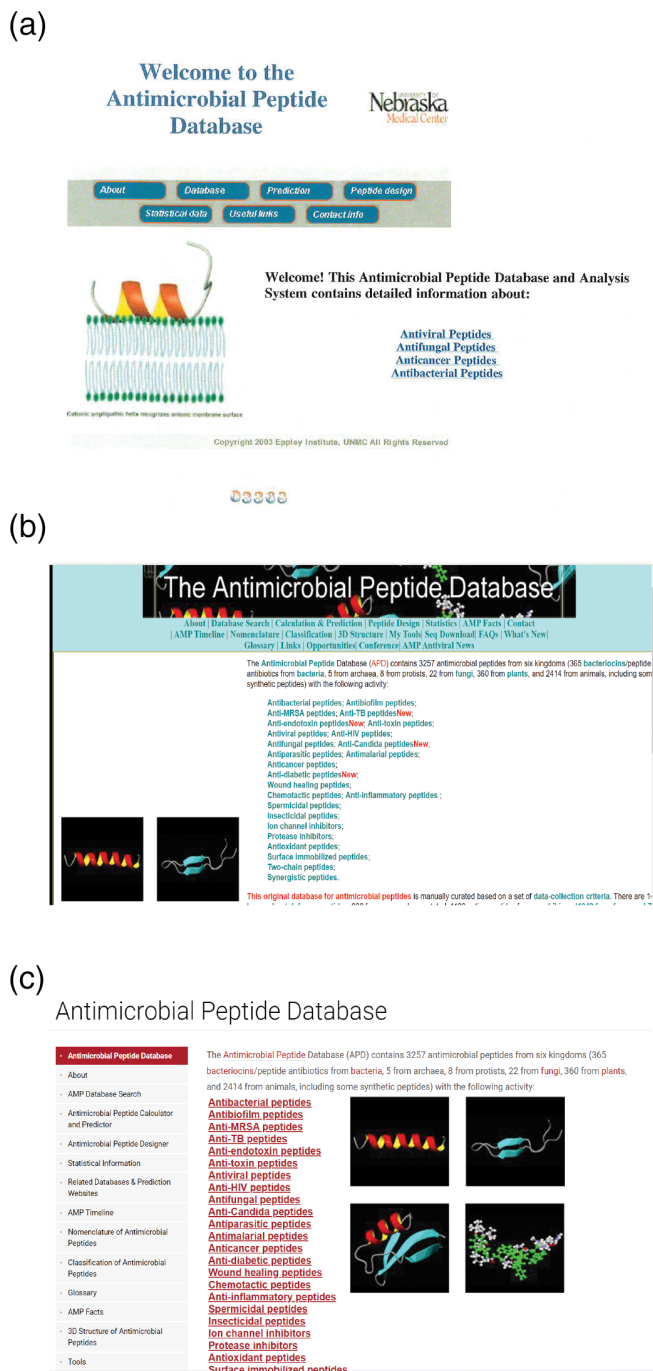 (a)
Welcome to the
Antimicrobial Peptide
Database
UNIVERSITY OF
Nebraska
Medical Center
About
Database
Prediction
Peptide design
Statistical data
Useful links
Contact info
Welcome! This Antimicrobial Peptide Database and Analysis
System contains detailed information about:
Antiviral Peptides
Antifungal Peptides
Anticancer Peptides
Antibacterial Peptides
Cationic amphipathic helix recognizes anionic membrane surface
Copyright 2003 Eppley Institute, UNMC All Rights Reserved
03333
(b)
The Antimicrobial Peptide Database
About | Database Search | Calculation & Prediction | Peptide Design | Statistics | AMP Facts | Contact
| AMP Timeline | Nomenclature | Classification | 3D Structure | My Tools| Seq Download| FAQs | What's New|
Glossary | Links | Opportunities| Conference| AMP Antiviral News
The Antimicrobial Peptide Database (APD) contains 3257 antimicrobial peptides from six kingdoms (365 bacteriocins/peptide
antibiotics from bacteria, 5 from archaea, 8 from protists, 22 from fungi, 360 from plants, and 2414 from animals, including som
synthetic peptides) with the following activity:
Antibacterial peptides; Antibiofilm peptides;
Anti-MRSA peptides; Anti-TB peptidesNew;
Anti-endotoxin peptidesNew; Anti-toxin peptides;
Antiviral peptides; Anti-HIV peptides;
Antifungal peptides; Anti-Candida peptidesNew;
Antiparasitic peptides; Antimalarial peptides;
Anticancer peptides;
Anti-diabetic peptidesNew;
Wound healing peptides;
Chemotactic peptides; Anti-inflammatory peptides ;
Spermicidal peptides;
Insecticidal peptides;
Ion channel inhibitors;
Protease inhibitors;
Antioxidant peptides;
Surface immobilized peptides;
Two-chain peptides;
Synergistic peptides.
This original database for antimicrobial peptides is manually curated based on a set of data-collection criteria. There are
(c)
Antimicrobial Peptide Database
Antimicrobial Peptide Database
About
AMP Database Search
Antimicrobial Peptide Calculator
and Predictor
Antimicrobial Peptide Designer
Statistical Information
Related Databases & Prediction
Websites
AMP Timeline
Nomenclature of Antimicrobial
Peptides
Classification of Antimicrobial
Peptides
Glossary
AMP Facts
3D Structure of Antimicrobial
Peptides
Tools
The Antimicrobial Peptide Database (APD) contains 3257 antimicrobial peptides from six kingdoms (365
bacteriocins/peptide antibiotics from bacteria, 5 from archaea, 8 from protists, 22 from fungi, 360 from plants,
and 2414 from animals, including some synthetic peptides) with the following activity:
Antibacterial peptides
Antibiofilm peptides
Anti-MRSA peptides
Anti-TB peptides
Anti-endotoxin peptides
Anti-toxin peptides
Antiviral peptides
Anti-HIV peptides
Antifungal peptides
Anti-Candida peptides
Antiparasitic peptides
Antimalarial peptides
Anticancer peptides
Anti-diabetic peptides
Wound healing peptides
Chemotactic peptides
Anti-inflammatory peptides
Spermicidal peptides
Insecticidal peptides
Ion channel inhibitors
Protease inhibitors
Antioxidant peptides
Surface immobilized peptides